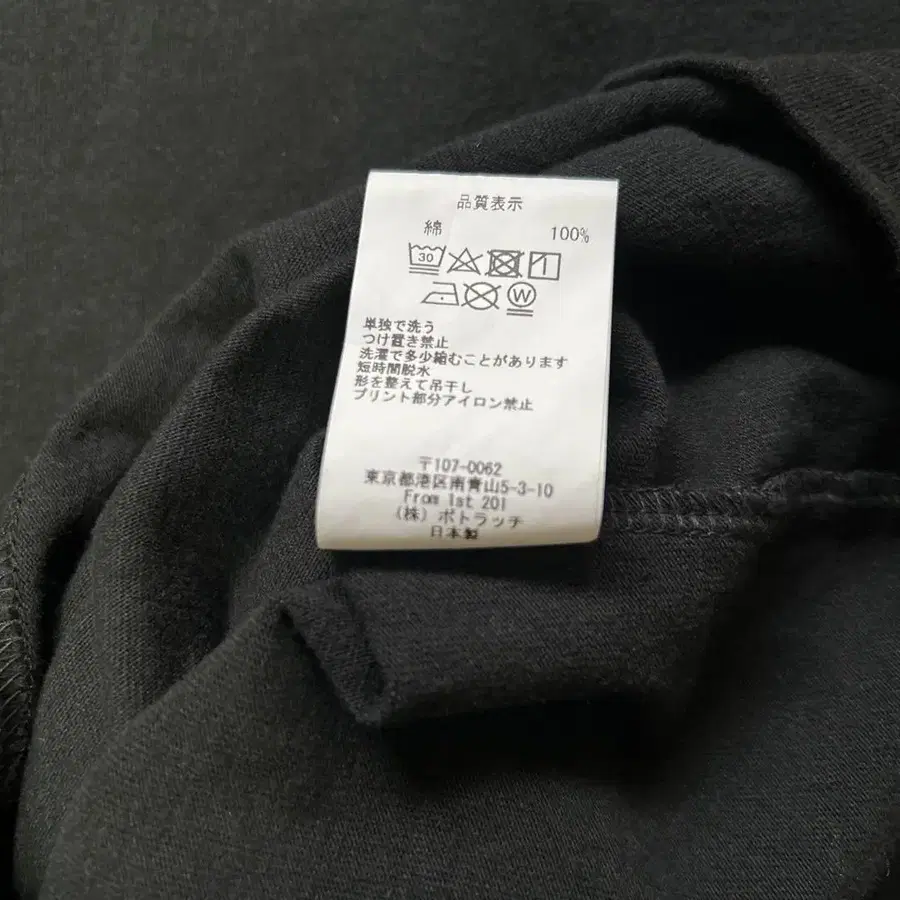 品質表示
綿 100%
30
W
単独で洗う
つけ置き禁止
洗濯で多少縮むことがあります
短時間脱水
形を整えて吊干し
プリント部分アイロン禁止
〒107-0062
東京都港区南青山5-3-10
From 1st 201
(株) ポトラッチ
日本製